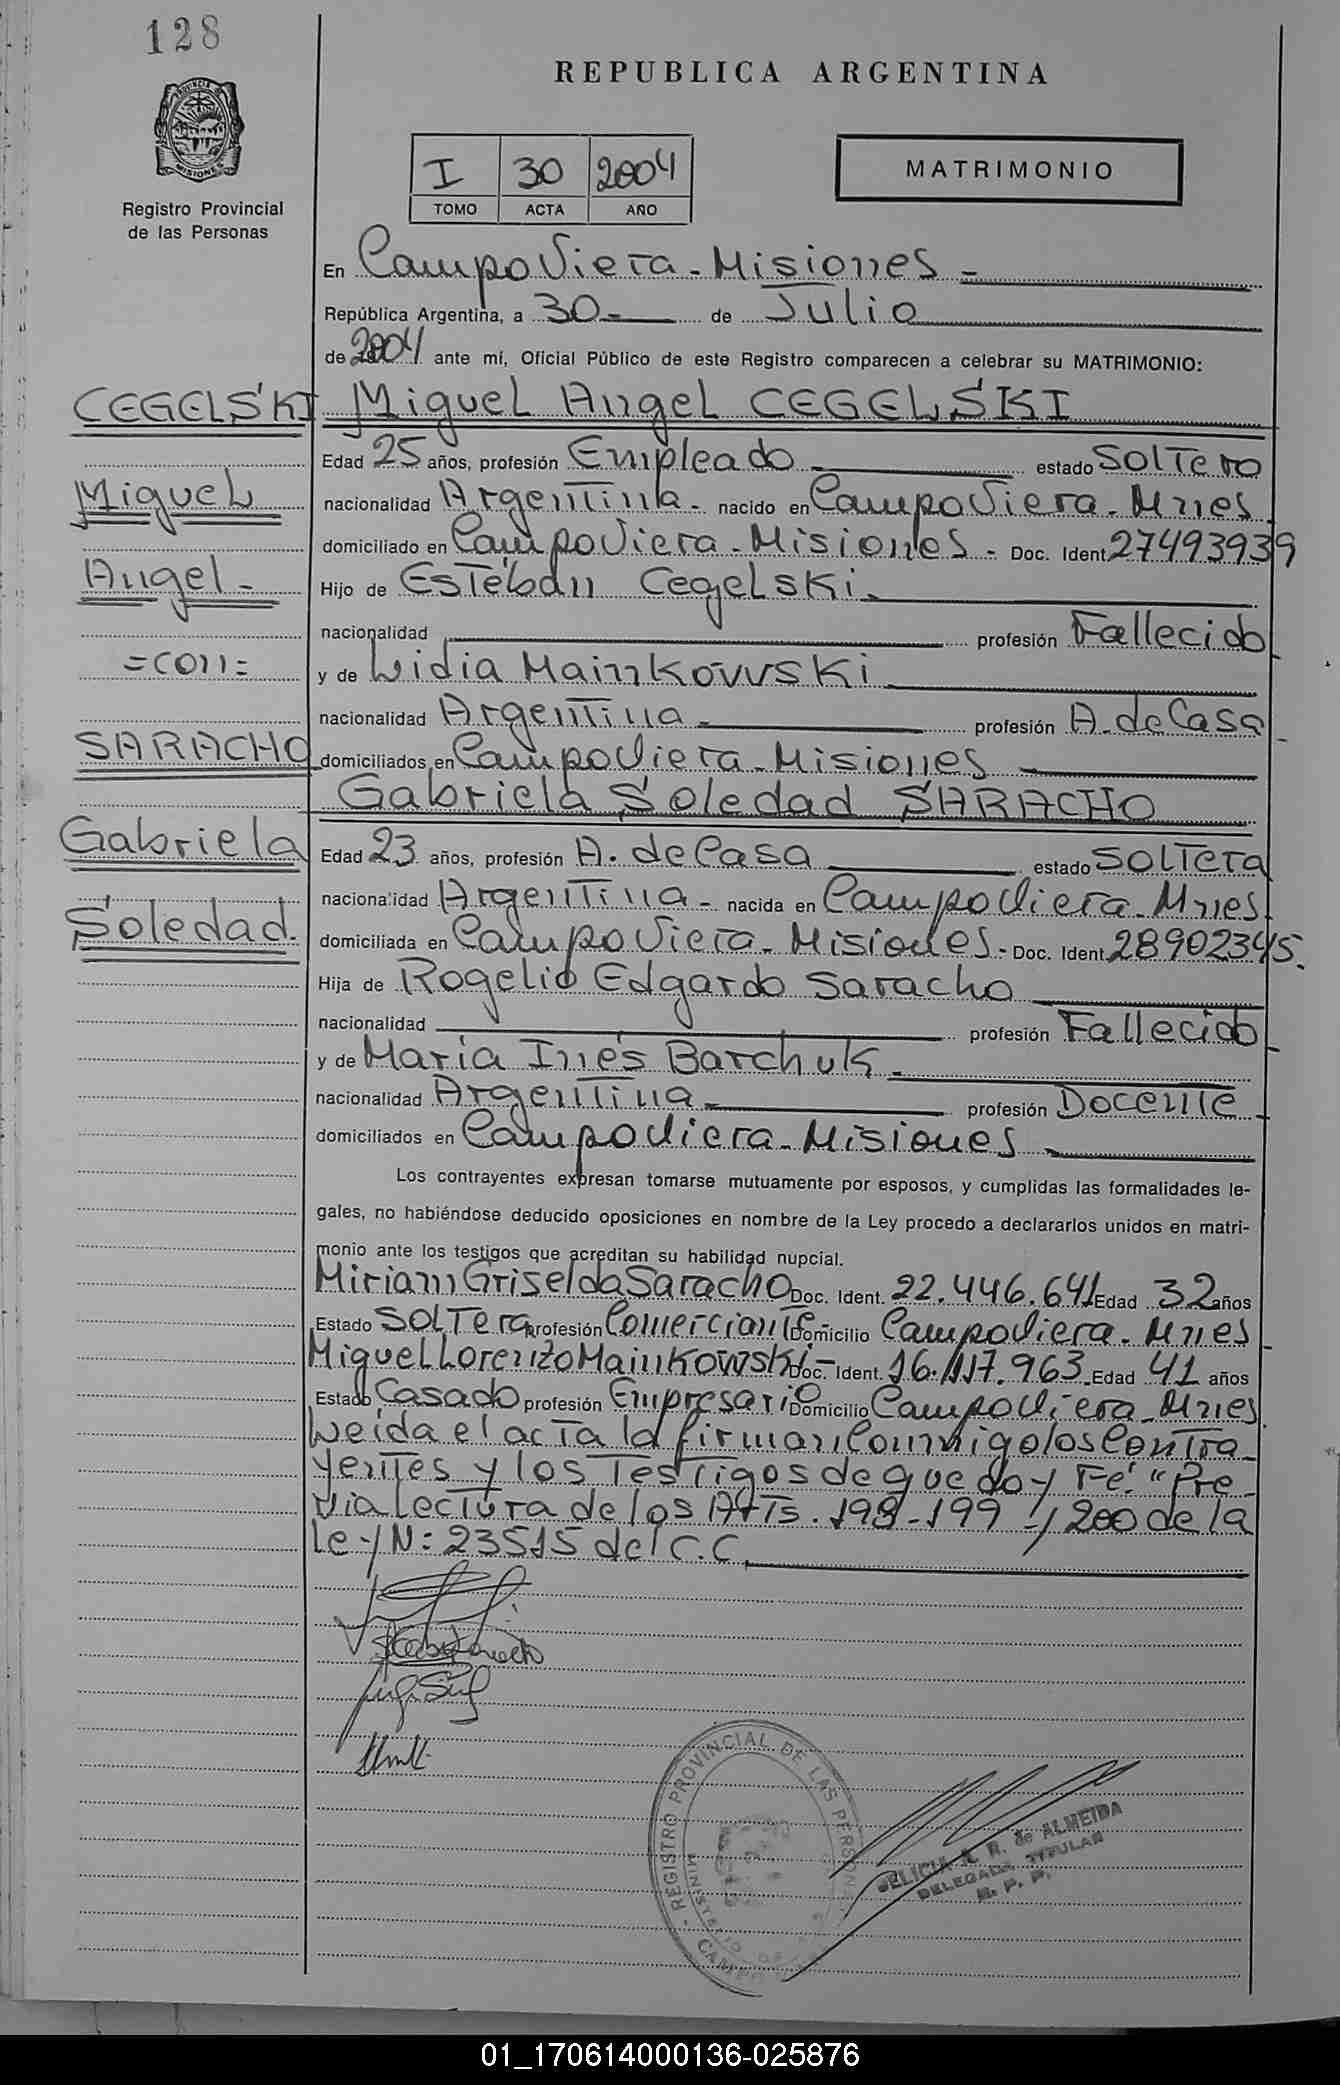 128
REPUBLICA ARGENTINA
PROVINCIA DE MISIONES
Registro Provincial
de las Personas
I 30 2004
TOMO ACTA AÑO
MATRIMONIO
En Campo Viera - Misiones -
República Argentina, a 30 - de Julio
de 2004 ante mí, Oficial Público de este Registro comparecen a celebrar su MATRIMONIO:
CEGELSKI Miguel Angel CEGELSKI
Edad 25 años, profesión Empleado estado Soltero
Miguel nacionalidad Argentina - nacido en Campo Viera - Mnes
domiciliado en Campo Viera - Misiones - Doc. Ident. 27493939
Angel - Hijo de Estéban Cegelski -
nacionalidad profesión Fallecido
=con= y de Lidia Mainkowski
nacionalidad Argentina - profesión A. de Casa
SARACHO domiciliados en Campo Viera - Misiones
Gabriela Soledad SARACHO
Gabriela Edad 23 años, profesión A. de Casa estado Soltera
nacionalidad Argentina - nacida en Campo Viera - Mnes
Soledad. domiciliada en Campo Viera - Misiones - Doc. Ident. 28902345.
Hija de Rogelio Edgardo Saracho
nacionalidad profesión Fallecido
y de María Inés Barchuk -
nacionalidad Argentina - profesión Docente
domiciliados en Campo Viera - Misiones
Los contrayentes expresan tomarse mutuamente por esposos, y cumplidas las formalidades le-
gales, no habiéndose deducido oposiciones en nombre de la Ley procedo a declararlos unidos en matri-
monio ante los testigos que acreditan su habilidad nupcial.
Miriam Griselda Saracho Doc. Ident. 22.446.641 Edad 32 años
Estado Soltera profesión Comerciante - Domicilio Campo Viera - Mnes
Miguel Lorenzo Mainkowski - Doc. Ident. 16.117.963 Edad 41 años
Estado Casado profesión Empresario Domicilio Campo Viera - Mnes
Leida el acta la firman conmigo los Contra-
yentes y los Testigos de que doy Fé. "Pre-
via Lectura de los Arts. 198-199 y 200 de la
ley N: 23515 del C.C.
REGISTRO PROVINCIAL DE LAS PERSONAS
MINISTERIO DE
CAMPO
R. de ALMEIDA
DELEGADA TITULAR
R. P. P.
01_170614000136-025876